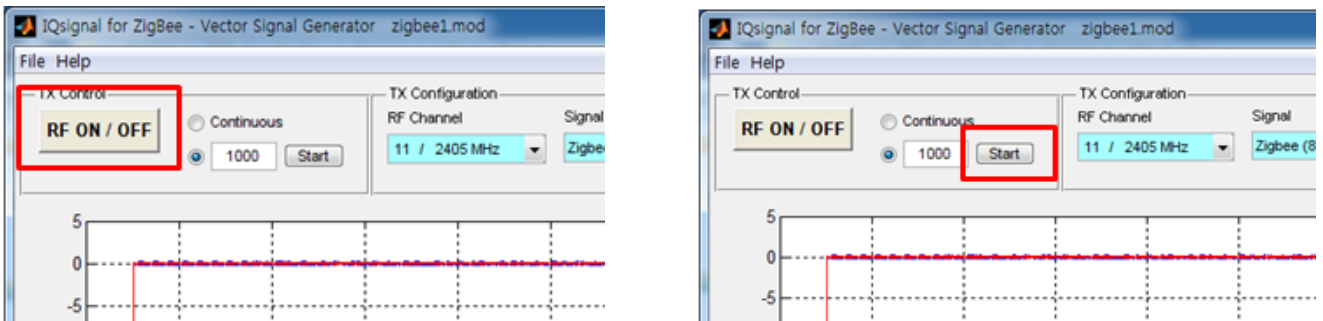 IQsignal for ZigBee - Vector Signal Generator zigbee1.mod
File Help
TX Control
RF ON / OFF
Continuous
1000
Start
TX Configuration
RF Channel
11 / 2405 MHz
Signal
Zigbee
5
0
-5
IQsignal for ZigBee - Vector Signal Generator zigbee1.mod
File Help
TX Control
RF ON / OFF
Continuous
1000
Start
TX Configuration
RF Channel
11 / 2405 MHz
Signal
Zigbee (8
5
0
-5